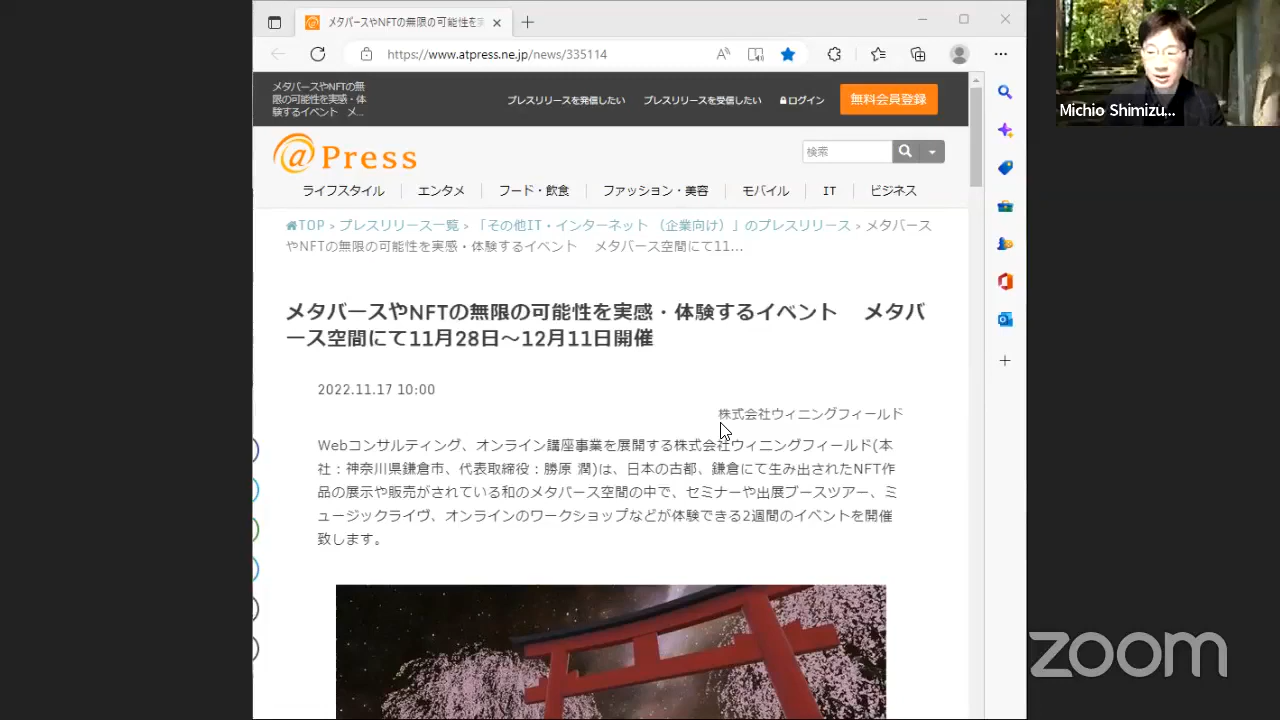 メタバースやNFTの無限の可能性を実
https://www.atpress.ne.jp/news/335114
メタバースやNFTの無
限の可能性を実感・体
験するイベント　メ...
プレスリリースを発信したい
プレスリリースを受信したい
ログイン
無料会員登録
@Press
検索
ライフスタイル
エンタメ
フード・飲食
ファッション・美容
モバイル
IT
ビジネス
TOP > プレスリリース一覧 > 「その他IT・インターネット （企業向け）」のプレスリリース > メタバース
やNFTの無限の可能性を実感・体験するイベント　メタバース空間にて11...
メタバースやNFTの無限の可能性を実感・体験するイベント　メタバ
ース空間にて11月28日～12月11日開催
2022.11.17 10:00
株式会社ウィニングフィールド
Webコンサルティング、オンライン講座事業を展開する株式会社ウィニングフィールド(本
社：神奈川県鎌倉市、代表取締役：勝原 潤)は、日本の古都、鎌倉にて生み出されたNFT作
品の展示や販売がされている和のメタバース空間の中で、セミナーや出展ブースツアー、ミ
ュージックライヴ、オンラインのワークショップなどが体験できる2週間のイベントを開催
致します。
Michio Shimizu...
zoom